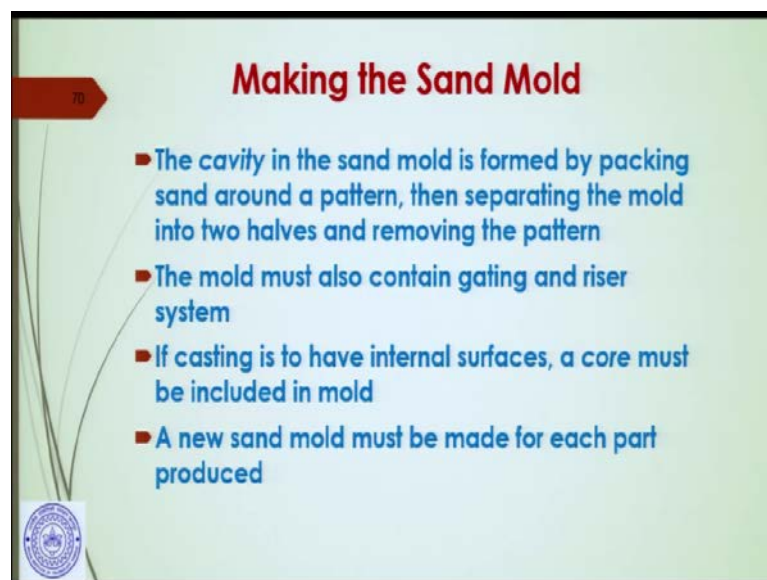 Making the Sand Mold
70
The cavity in the sand mold is formed by packing
sand around a pattern, then separating the mold
into two halves and removing the pattern
The mold must also contain gating and riser
system
If casting is to have internal surfaces, a core must
be included in mold
A new sand mold must be made for each part
produced